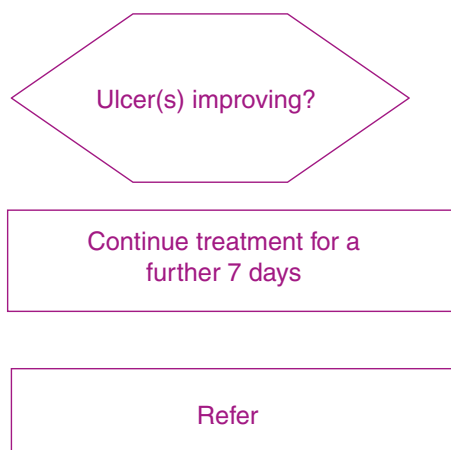 Ulcer(s) improving?
Continue treatment for a
further 7 days
Refer